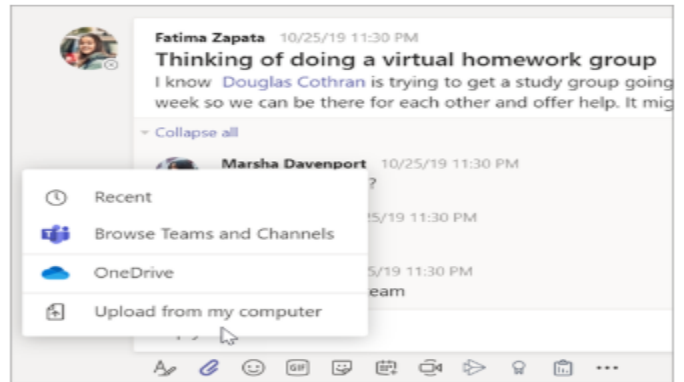 Fatima Zapata 10/25/19 11:30 PM
Thinking of doing a virtual homework group
I know Douglas Cothran is trying to get a study group going
week so we can be there for each other and offer help. It mig
Collapse all
Marsha Davenport 10/25/19 11:30 PM
?
Recent
5/19 11:30 PM
Browse Teams and Channels
OneDrive
5/19 11:30 PM
eam
Upload from my computer
GIF